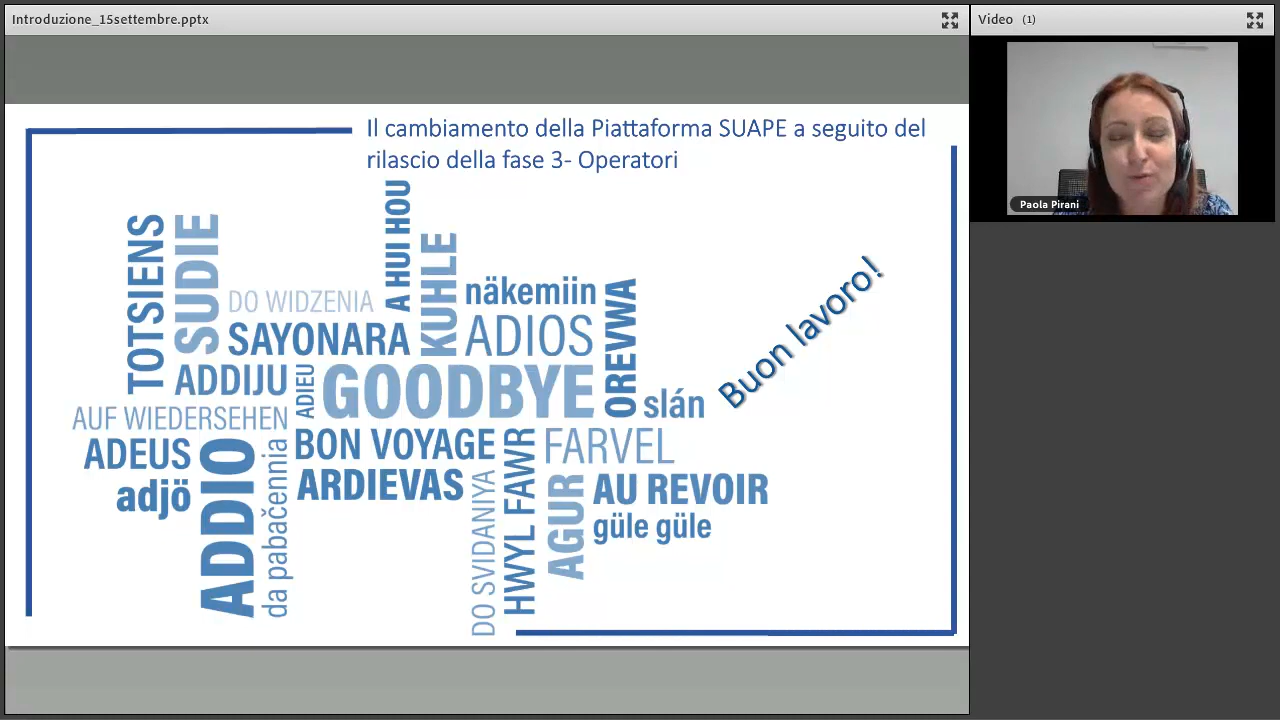 Introduzione_15settembre.pptx
Video (1)
Paola Pirani
Il cambiamento della Piattaforma SUAPE a seguito del
rilascio della fase 3- Operatori
TOTSIENS
SUDIE
A HUI HOU
KUHLE
DO WIDZENIA
näkemiin
OREVWA
SAYONARA
ADIOS
ADDIJU
ADIEU
GOODBYE
slán
Buon lavoro!
AUF WIEDERSEHEN
BON VOYAGE
FARVEL
ADEUS
ADDIO
da pabačennia
ARDIEVAS
DO SVIDANIYA
HWYL FAWR
AGUR
AU REVOIR
adjö
güle güle